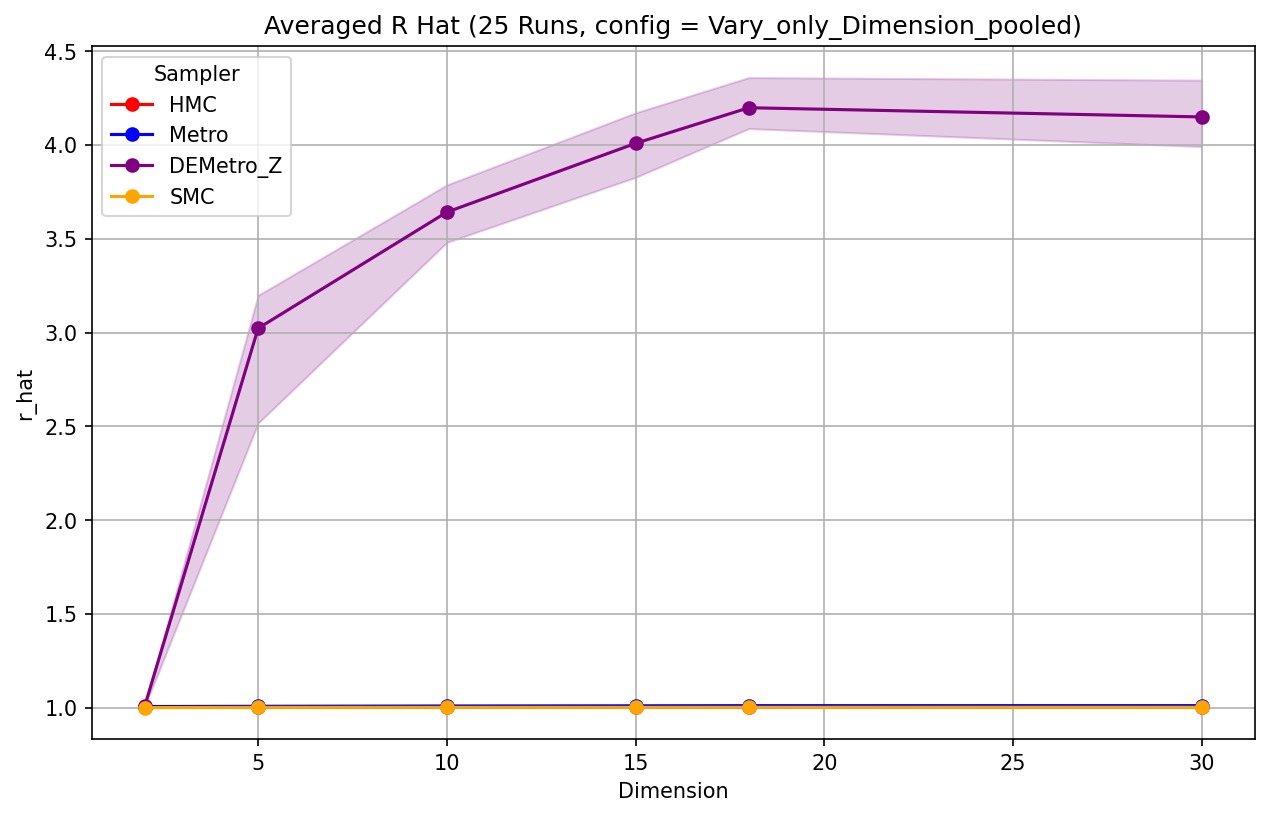 Averaged R Hat (25 Runs, config = Vary_only_Dimension_pooled)
4.5
4.0
3.5
3.0
2.5
2.0
1.5
1.0
r_hat
Sampler
HMC
Metro
DEMetro_Z
SMC
5
10
15
20
25
30
Dimension